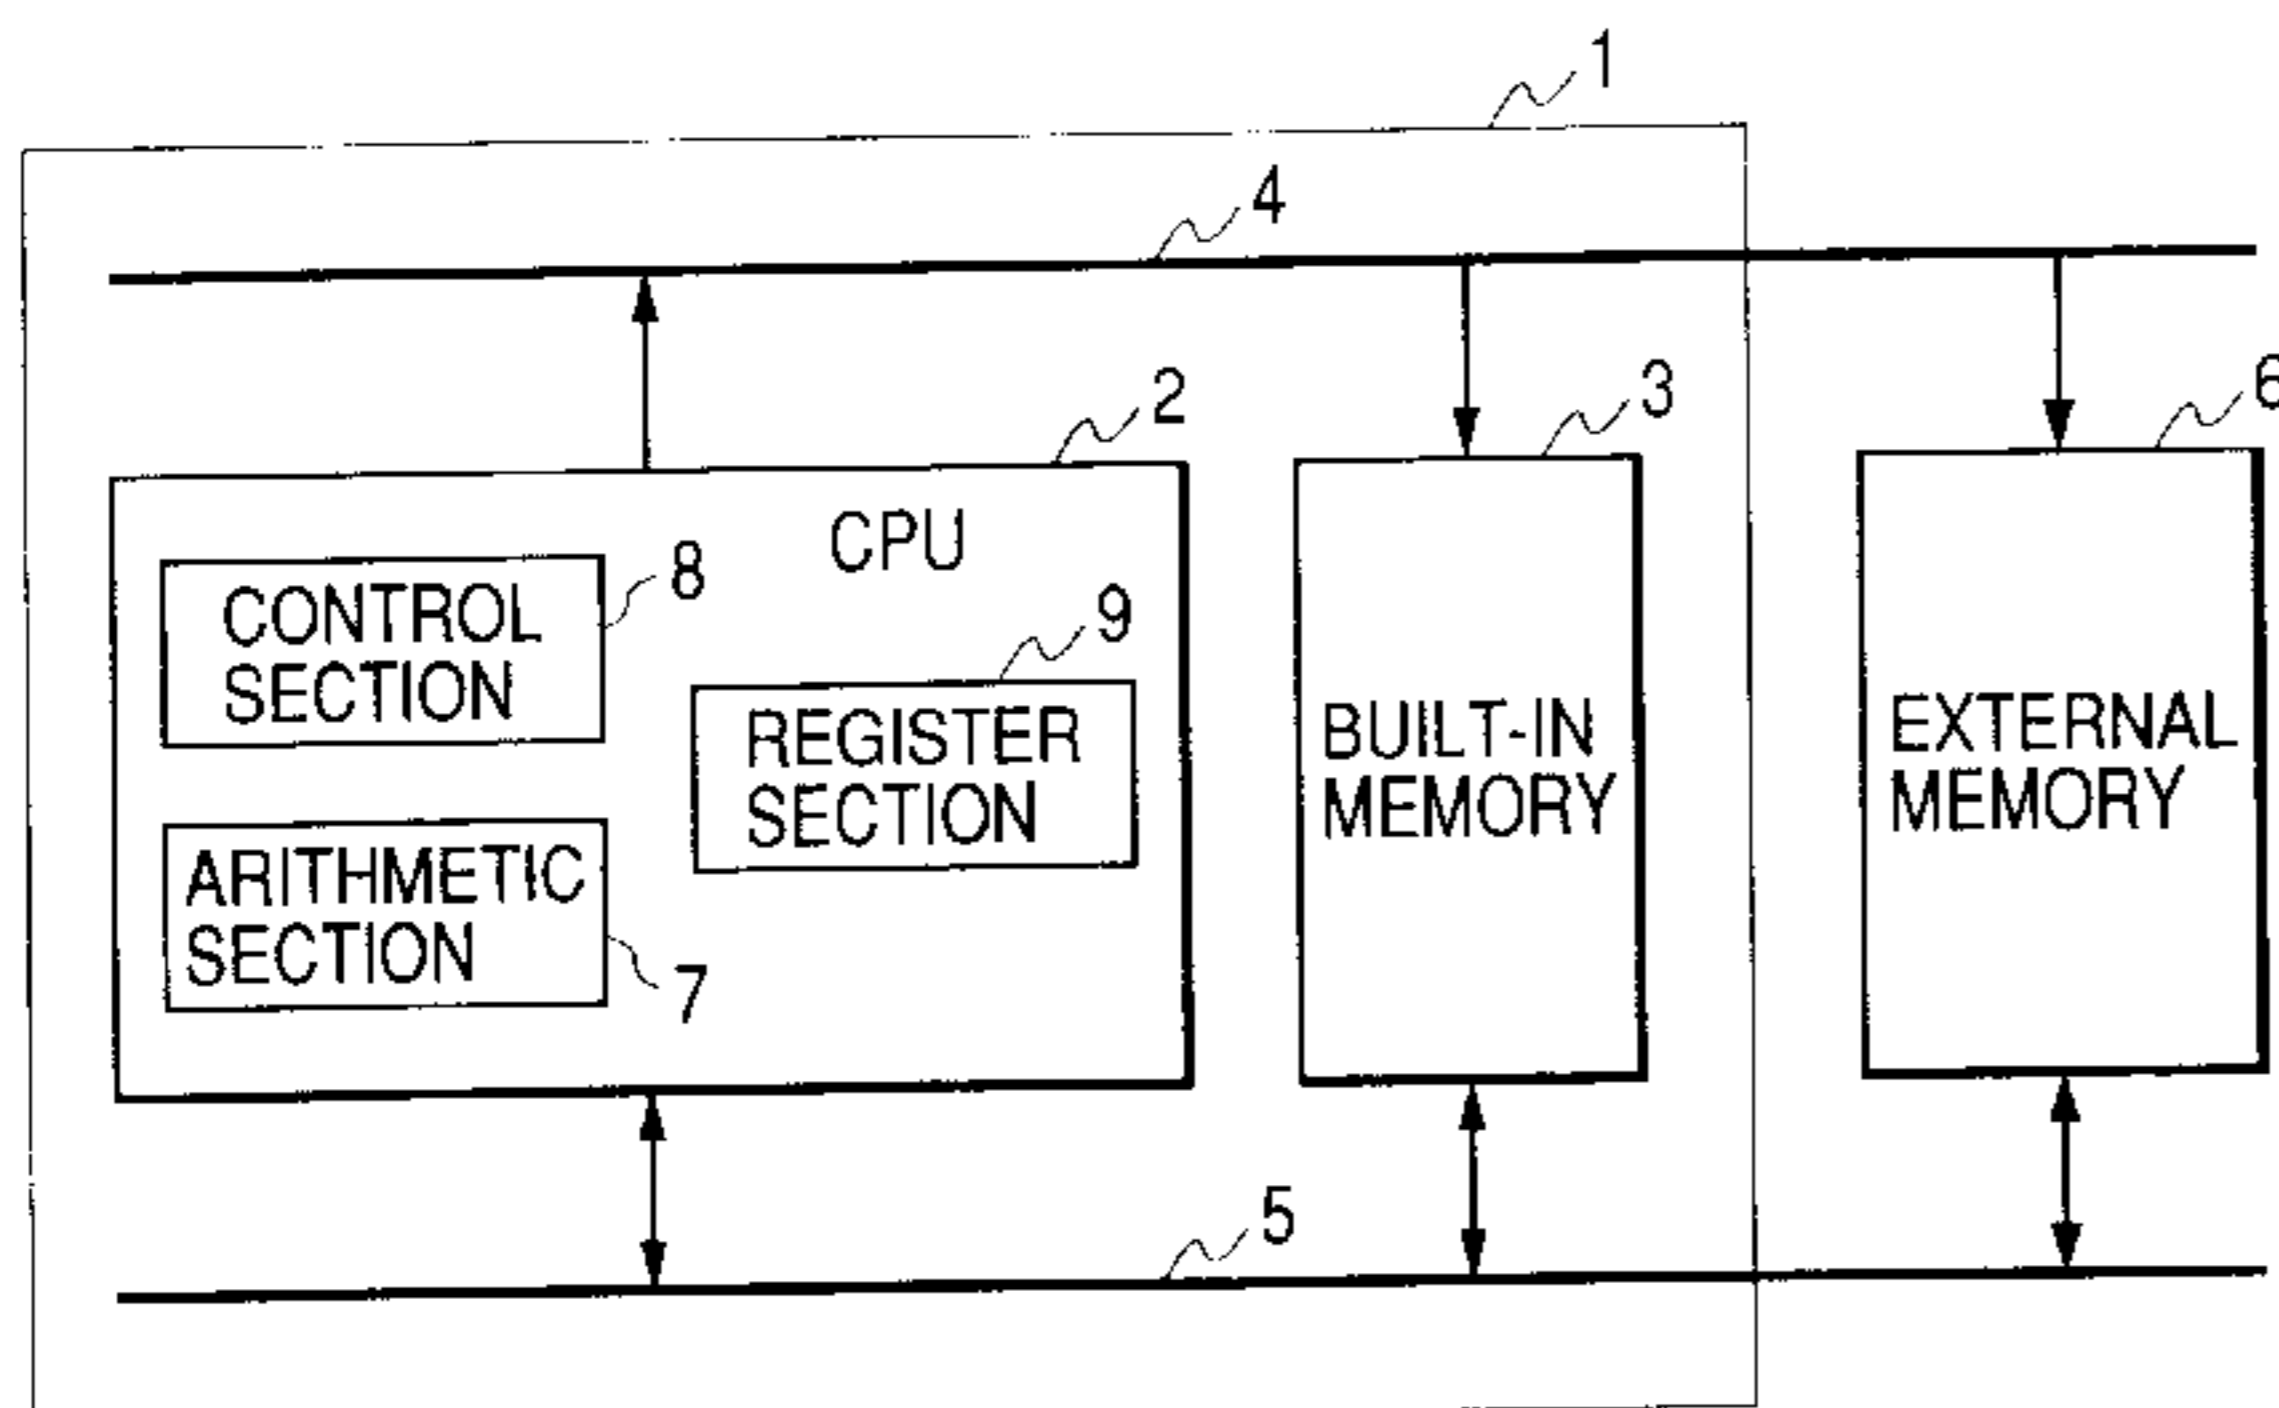 1
4
2
3
6
CPU
8
CONTROL
SECTION
9
REGISTER
SECTION
BUILT-IN
MEMORY
EXTERNAL
MEMORY
ARITHMETIC
SECTION
7
5